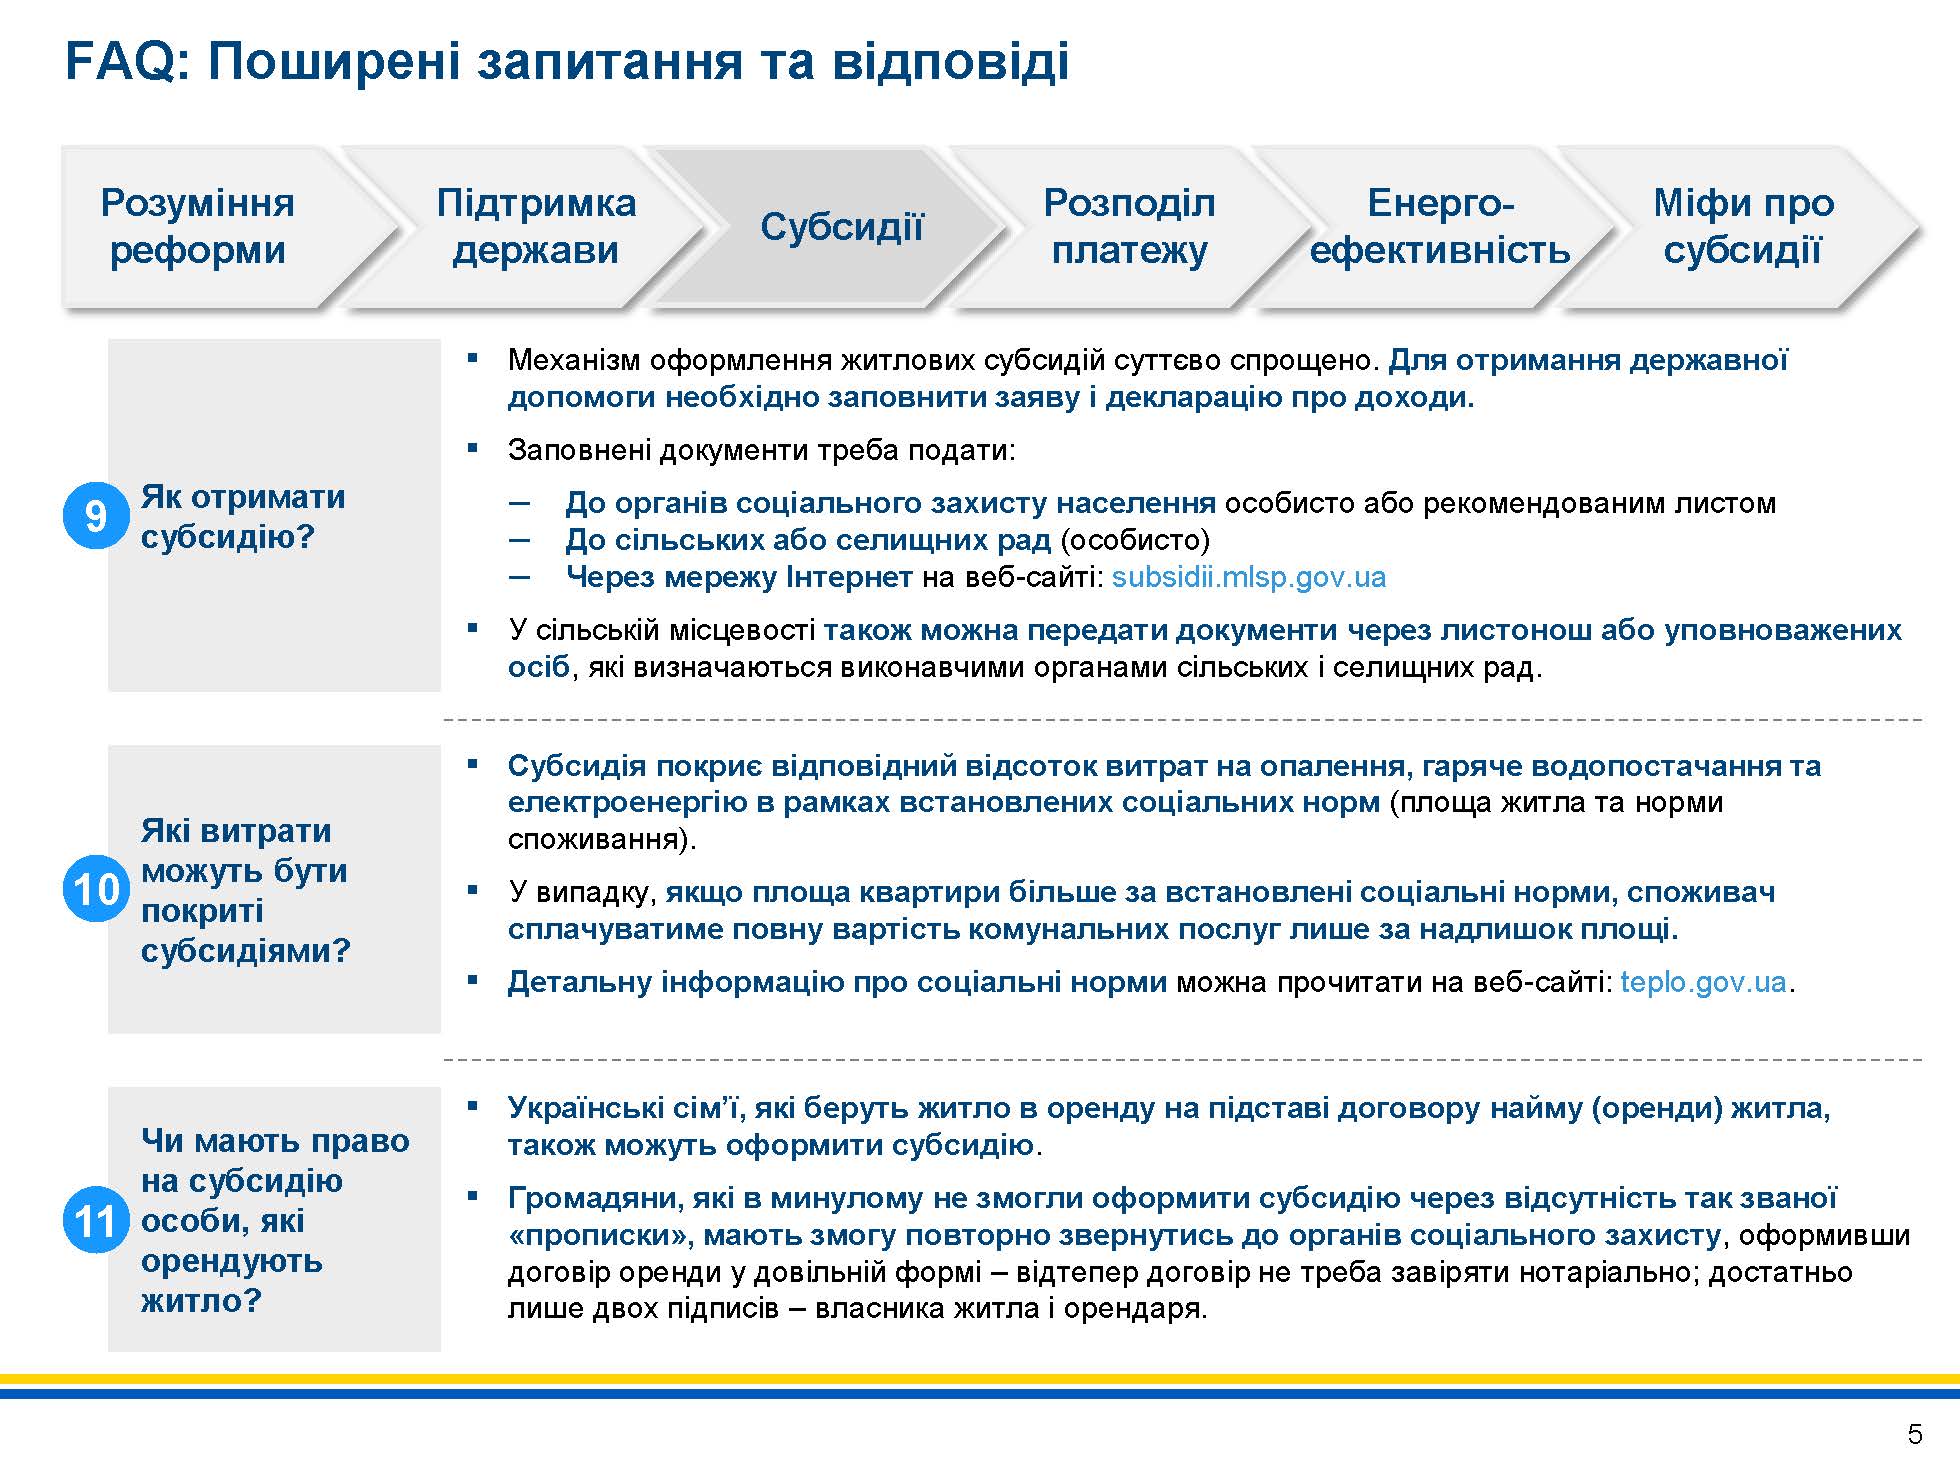 FAQ: Поширені запитання та відповіді
Розуміння
реформи
Підтримка
держави
Субсидії
Розподіл
платежу
Енерго-
ефективність
Міфи про
субсидії
9
Як отримати
субсидію?
▪ Механізм оформлення житлових субсидій суттєво спрощено. Для отримання державної
допомоги необхідно заповнити заяву і декларацію про доходи.
▪ Заповнені документи треба подати:
– До органів соціального захисту населення особисто або рекомендованим листом
– До сільських або селищних рад (особисто)
– Через мережу Інтернет на веб-сайті: subsidii.mlsp.gov.ua
▪ У сільській місцевості також можна передати документи через листонош або уповноважених
осіб, які визначаються виконавчими органами сільських і селищних рад.
10
Які витрати
можуть бути
покриті
субсидіями?
▪ Субсидія покриє відповідний відсоток витрат на опалення, гаряче водопостачання та
електроенергію в рамках встановлених соціальних норм (площа житла та норми
споживання).
▪ У випадку, якщо площа квартири більше за встановлені соціальні норми, споживач
сплачуватиме повну вартість комунальних послуг лише за надлишок площі.
▪ Детальну інформацію про соціальні норми можна прочитати на веб-сайті: teplo.gov.ua.
11
Чи мають право
на субсидію
особи, які
орендують
житло?
▪ Українські сім’ї, які беруть житло в оренду на підставі договору найму (оренди) житла,
також можуть оформити субсидію.
▪ Громадяни, які в минулому не змогли оформити субсидію через відсутність так званої
«прописки», мають змогу повторно звернутись до органів соціального захисту, оформивши
договір оренди у довільній формі – відтепер договір не треба завіряти нотаріально; достатньо
лише двох підписів – власника житла і орендаря.
5